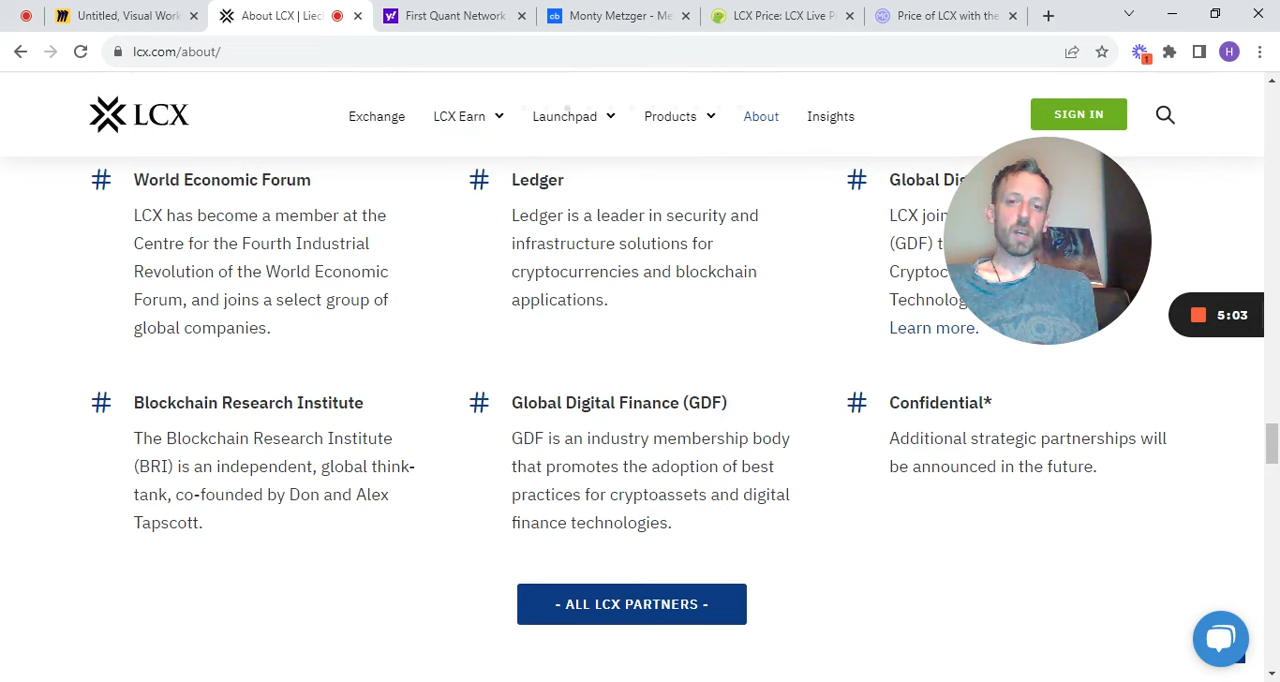 Untitled, Visual Work
About LCX | Liec
First Quant Network
Monty Metzger - Me
LCX Price: LCX Live P
Price of LCX with the
lcx.com/about/
1
H
LCX
Exchange
LCX Earn
Launchpad
Products
About
Insights
SIGN IN
# World Economic Forum
LCX has become a member at the
Centre for the Fourth Industrial
Revolution of the World Economic
Forum, and joins a select group of
global companies.
# Ledger
Ledger is a leader in security and
infrastructure solutions for
cryptocurrencies and blockchain
applications.
# Global Dig
LCX join
(GDF) t
Cryptoc
Technolog
Learn more.
5:03
# Blockchain Research Institute
The Blockchain Research Institute
(BRI) is an independent, global think-
tank, co-founded by Don and Alex
Tapscott.
# Global Digital Finance (GDF)
GDF is an industry membership body
that promotes the adoption of best
practices for cryptoassets and digital
finance technologies.
# Confidential*
Additional strategic partnerships will
be announced in the future.
- ALL LCX PARTNERS -